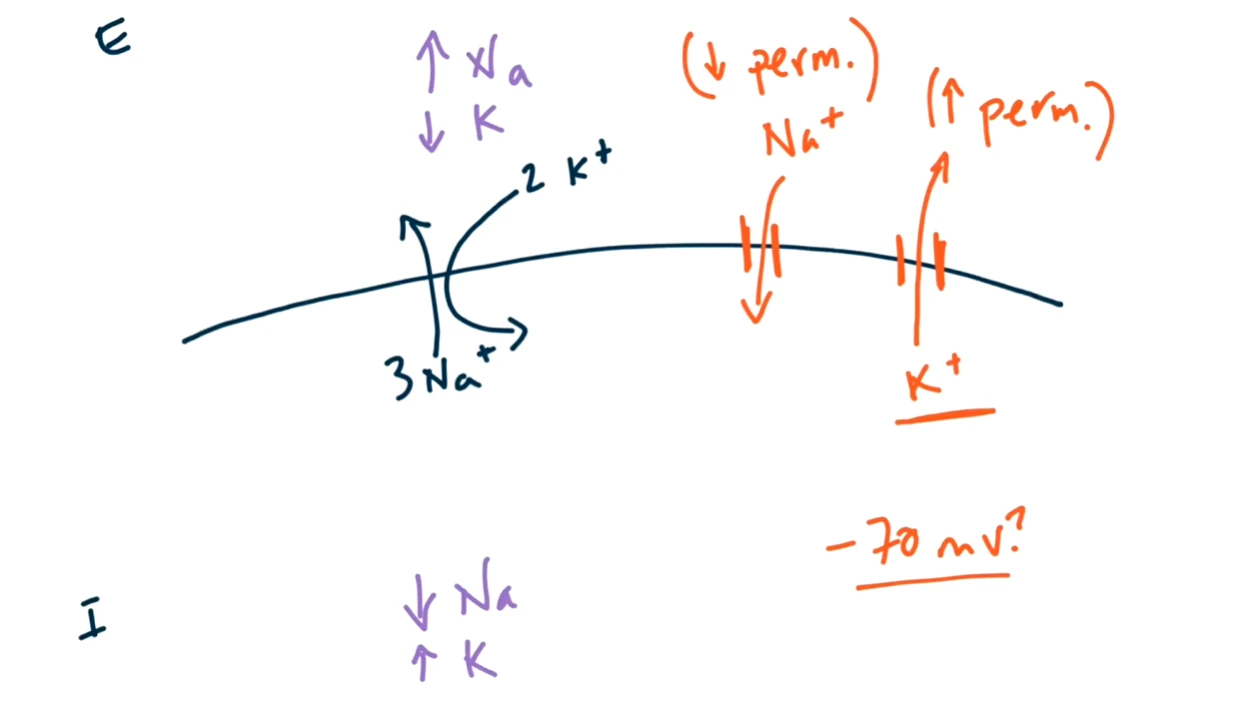 E
↑ Na
↓ K
(↓ perm.)
Na⁺
(↑ perm.)
2 K⁺
3 Na⁺
K⁺
-70 mV?
I
↓ Na
↑ K